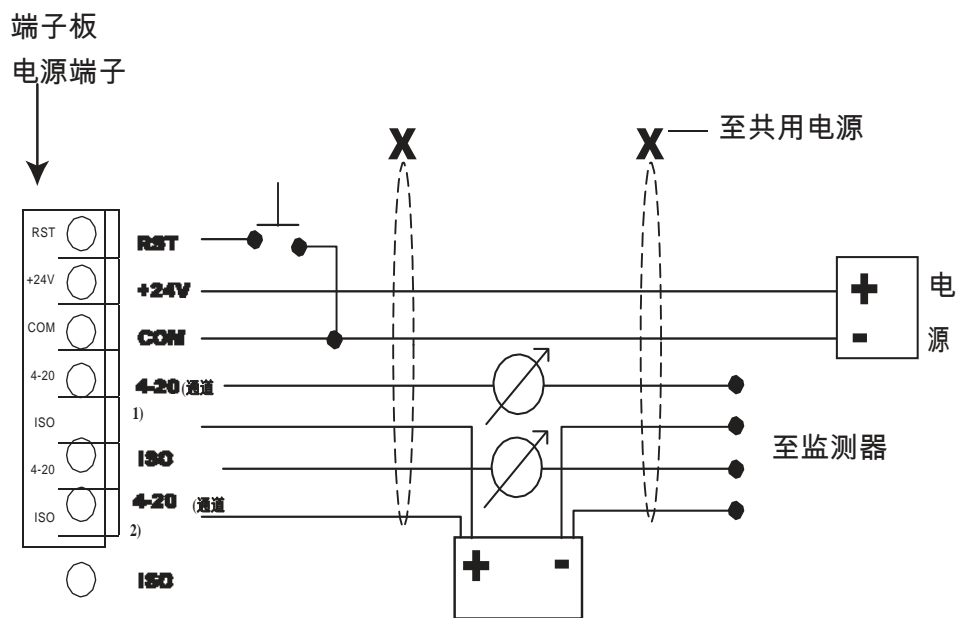 端子板
电源端子
X
X
至共用电源
RST
RST
+24V
+24V
电
COM
COM
源
4-20
4-20 (通道
1)
ISO
ISO
至监测器
4-20
4-20 (通道
ISO
2)
+
-
+
-
ISO